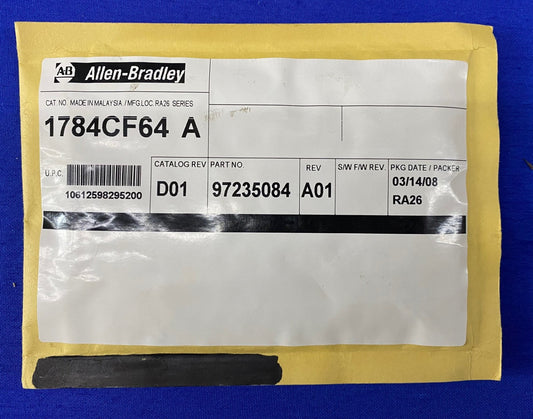 AB Allen-Bradley
CAT. NO. MADE IN MALAYSIA / MFG LOC. RA26 SERIES
1784CF64 A
U.P.C.
10612598295200
CATALOG REV
D01
PART NO.
97235084
REV
A01
S/W F/W REV.
PKG DATE / PACKER
03/14/08
RA26